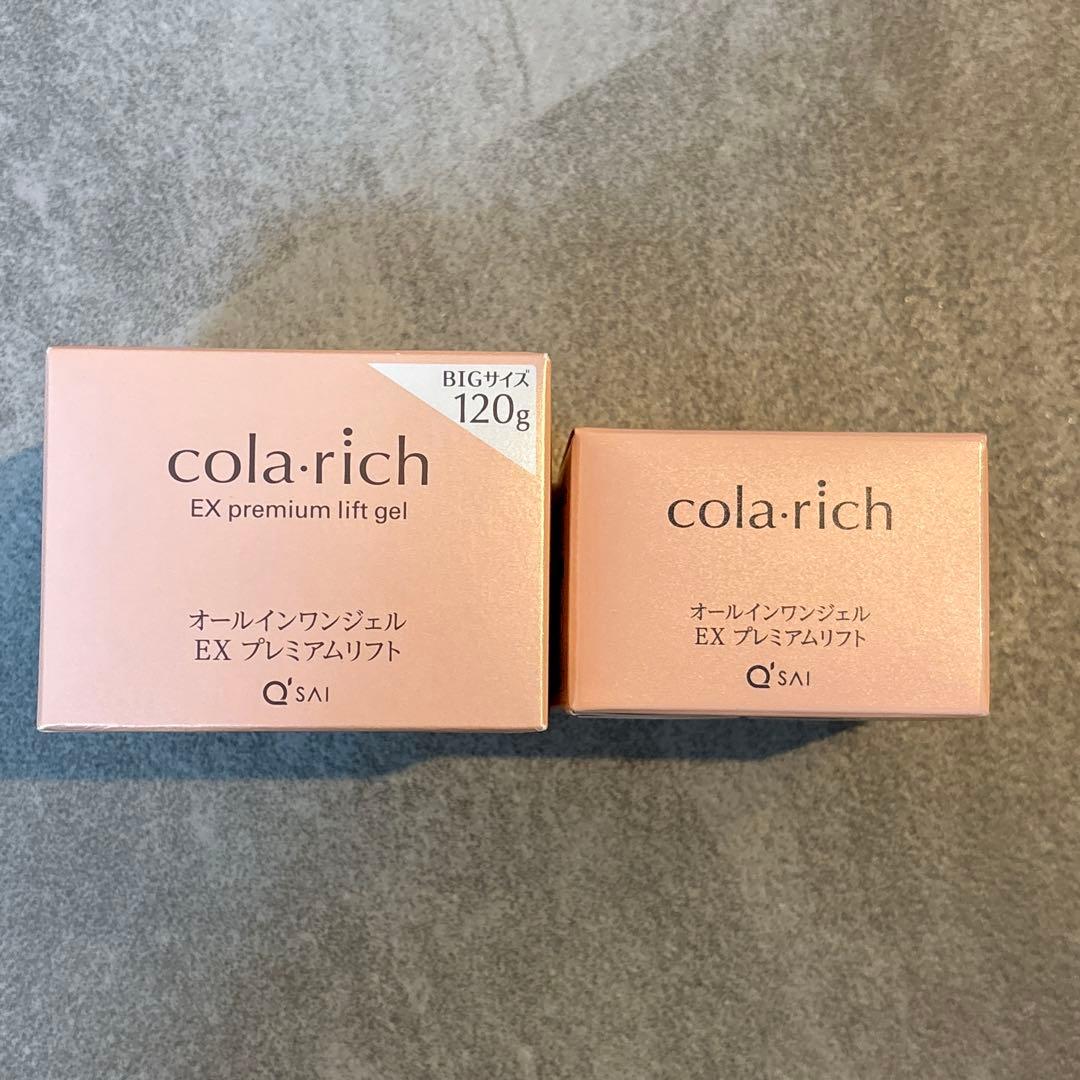 BIGサイズ
120g
cola·rich
EX premium lift gel
オールインワンジェル
EX プレミアムリフト
Q'SAI
cola·rich
オールインワンジェル
EX プレミアムリフト
Q'SAI